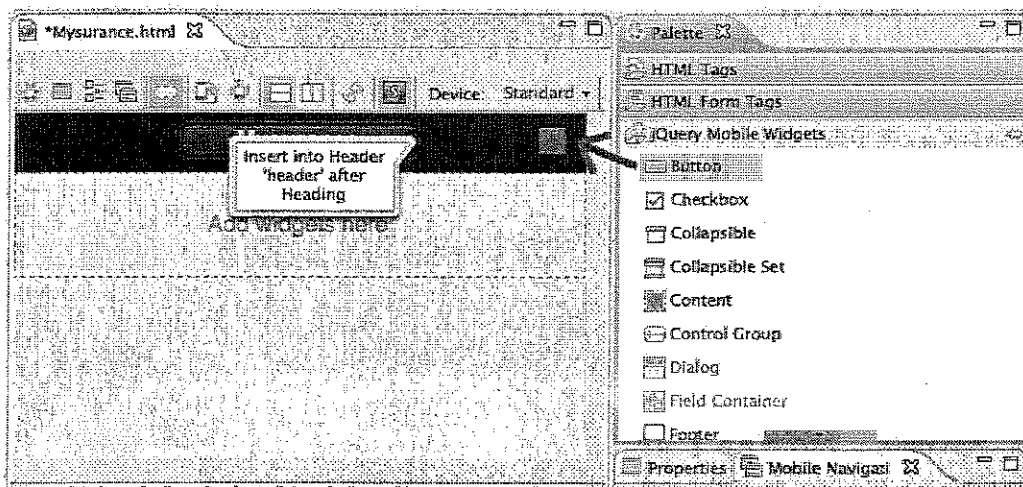 *Mysurance.html
Device: Standard
Insert into Header
'header' after
Heading
Add widgets here
Palette
HTML Tags
HTML Form Tags
jQuery Mobile Widgets
Button
Checkbox
Collapsible
Collapsible Set
Content
Control Group
Dialog
Field Container
Footer
Properties
Mobile Navigati